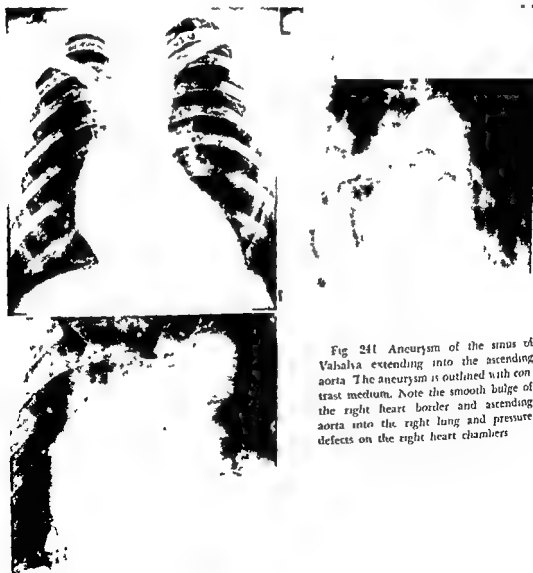 Fig 241 Aneurysm of the sinus of
Valsalva extending into the ascending
aorta The aneurysm is outlined with con
trast medium. Note the smooth bulge of
the right heart border and ascending
aorta into the right lung and pressure
defects on the right heart chambers